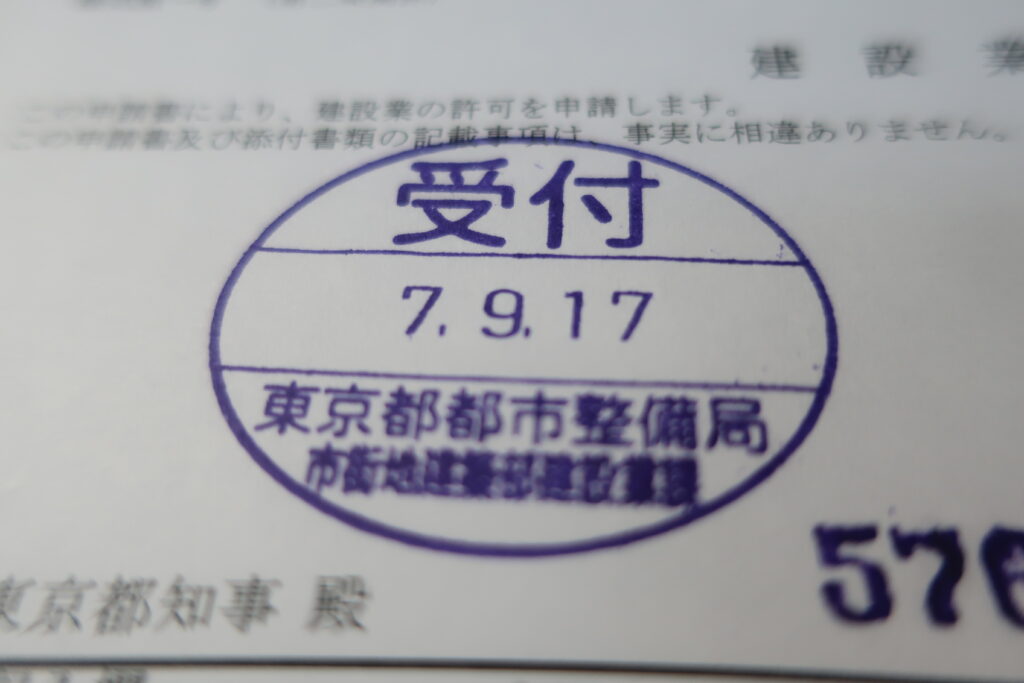 建 設 業
この申請書により、建設業の許可を申請します。
この申請書及び添付書類の記載事項は、事実に相違ありません。
受付
7. 9. 17
東京都都市整備局
市街地建築部建設業課
576
東京都知事 殿